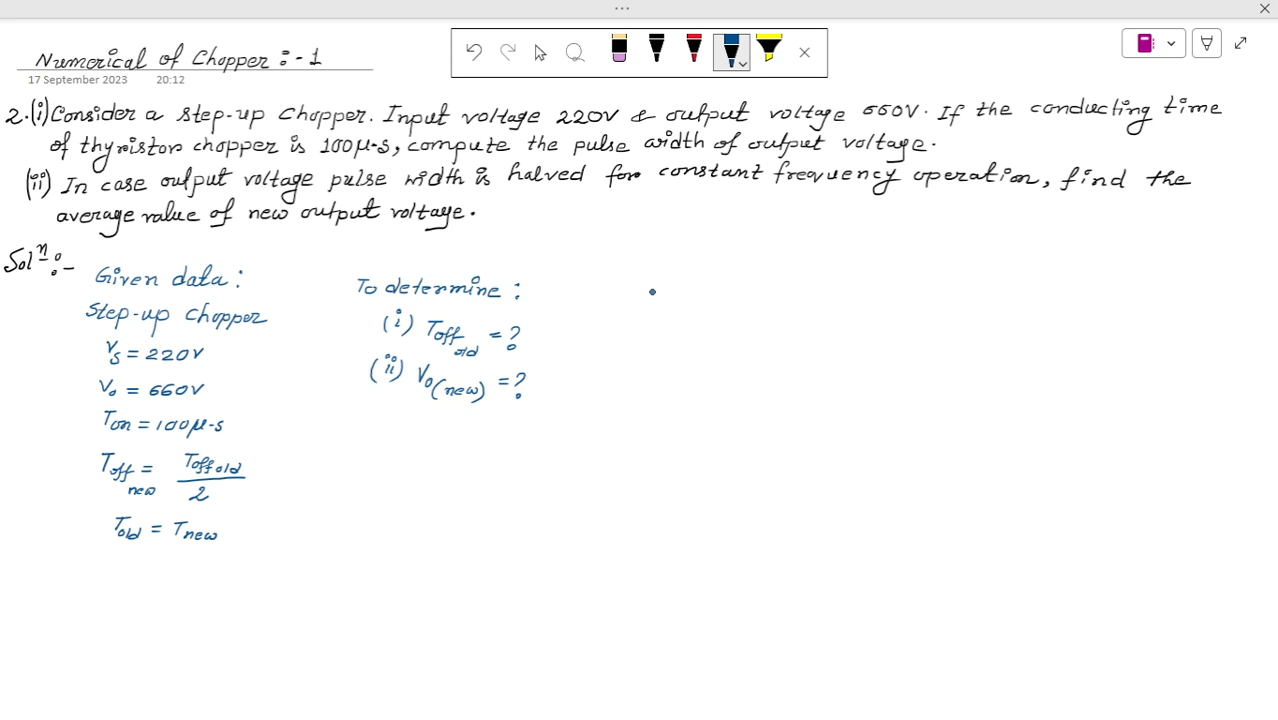 Numerical of Chopper :- 1
17 September 2023 20:12
2.(i) Consider a step-up chopper. Input voltage 220V & output voltage 660V. If the conducting time
of thyristor chopper is 100μ-s, compute the pulse width of output voltage.
(ii) In case output voltage pulse width is halved for constant frequency operation, find the
average value of new output voltage.
Solⁿ:-
Given data:
Step-up chopper
Vs = 220V
V₀ = 660V
Ton = 100μ-s
Toff new = Toff old / 2
Told = Tnew
To determine:
(i) Toff old = ?
(ii) V₀(new) = ?